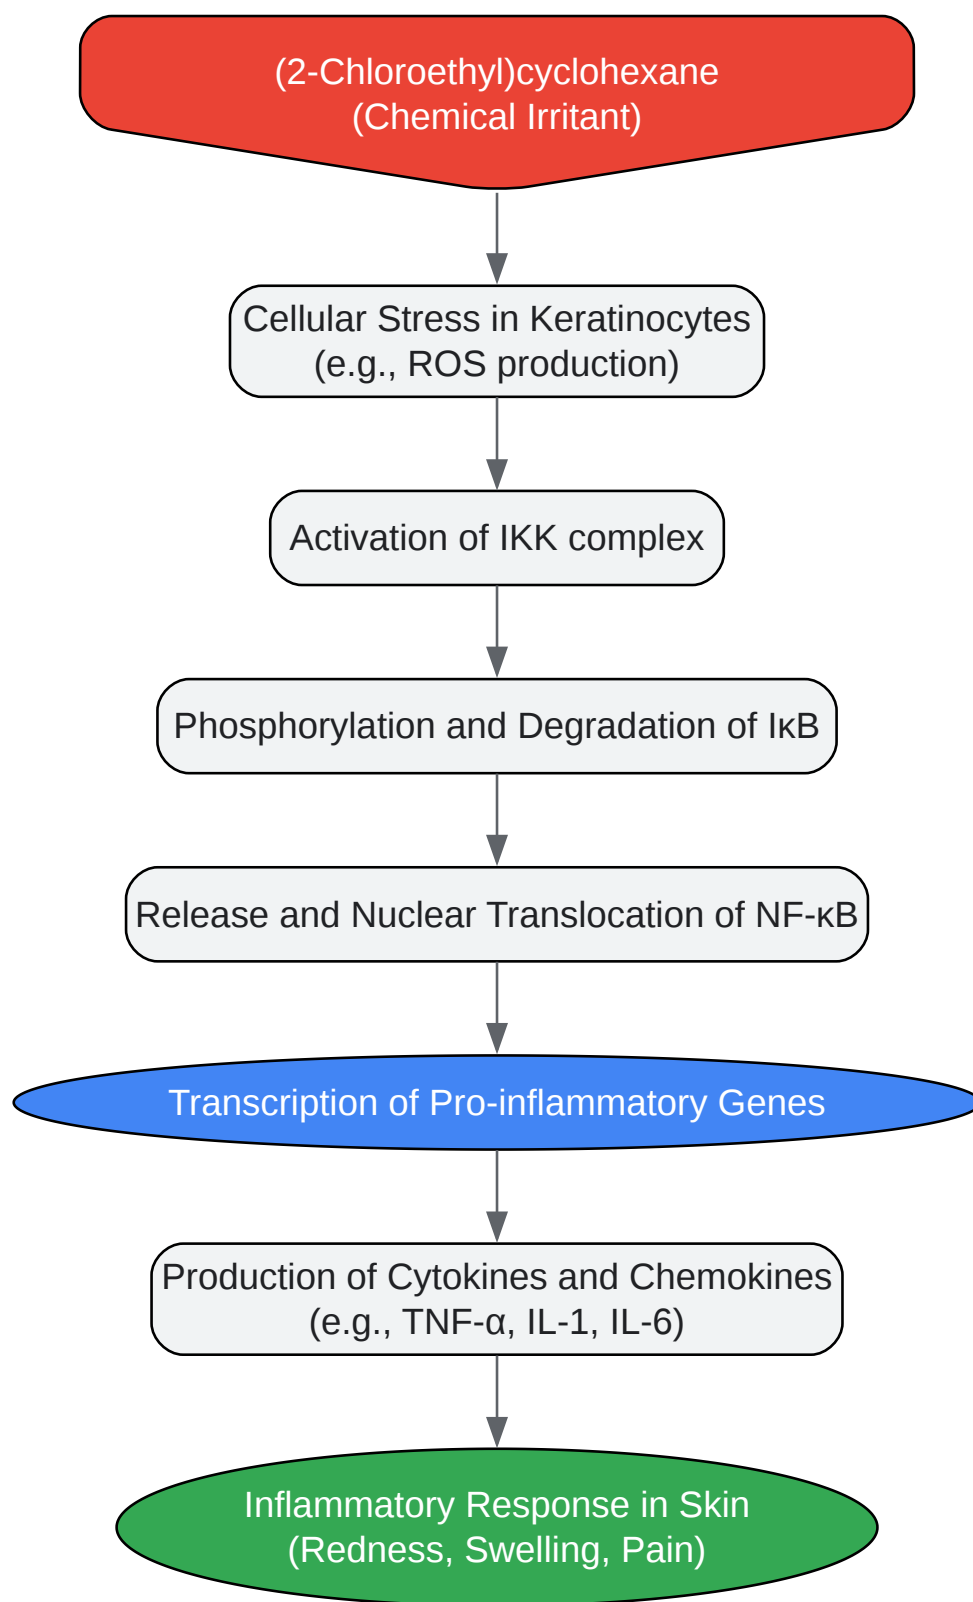 (2-Chloroethyl)cyclohexane
(Chemical Irritant)
Cellular Stress in Keratinocytes
(e.g., ROS production)
Activation of IKK complex
Phosphorylation and Degradation of IκB
Release and Nuclear Translocation of NF-κB
Transcription of Pro-inflammatory Genes
Production of Cytokines and Chemokines
(e.g., TNF-α, IL-1, IL-6)
Inflammatory Response in Skin
(Redness, Swelling, Pain)